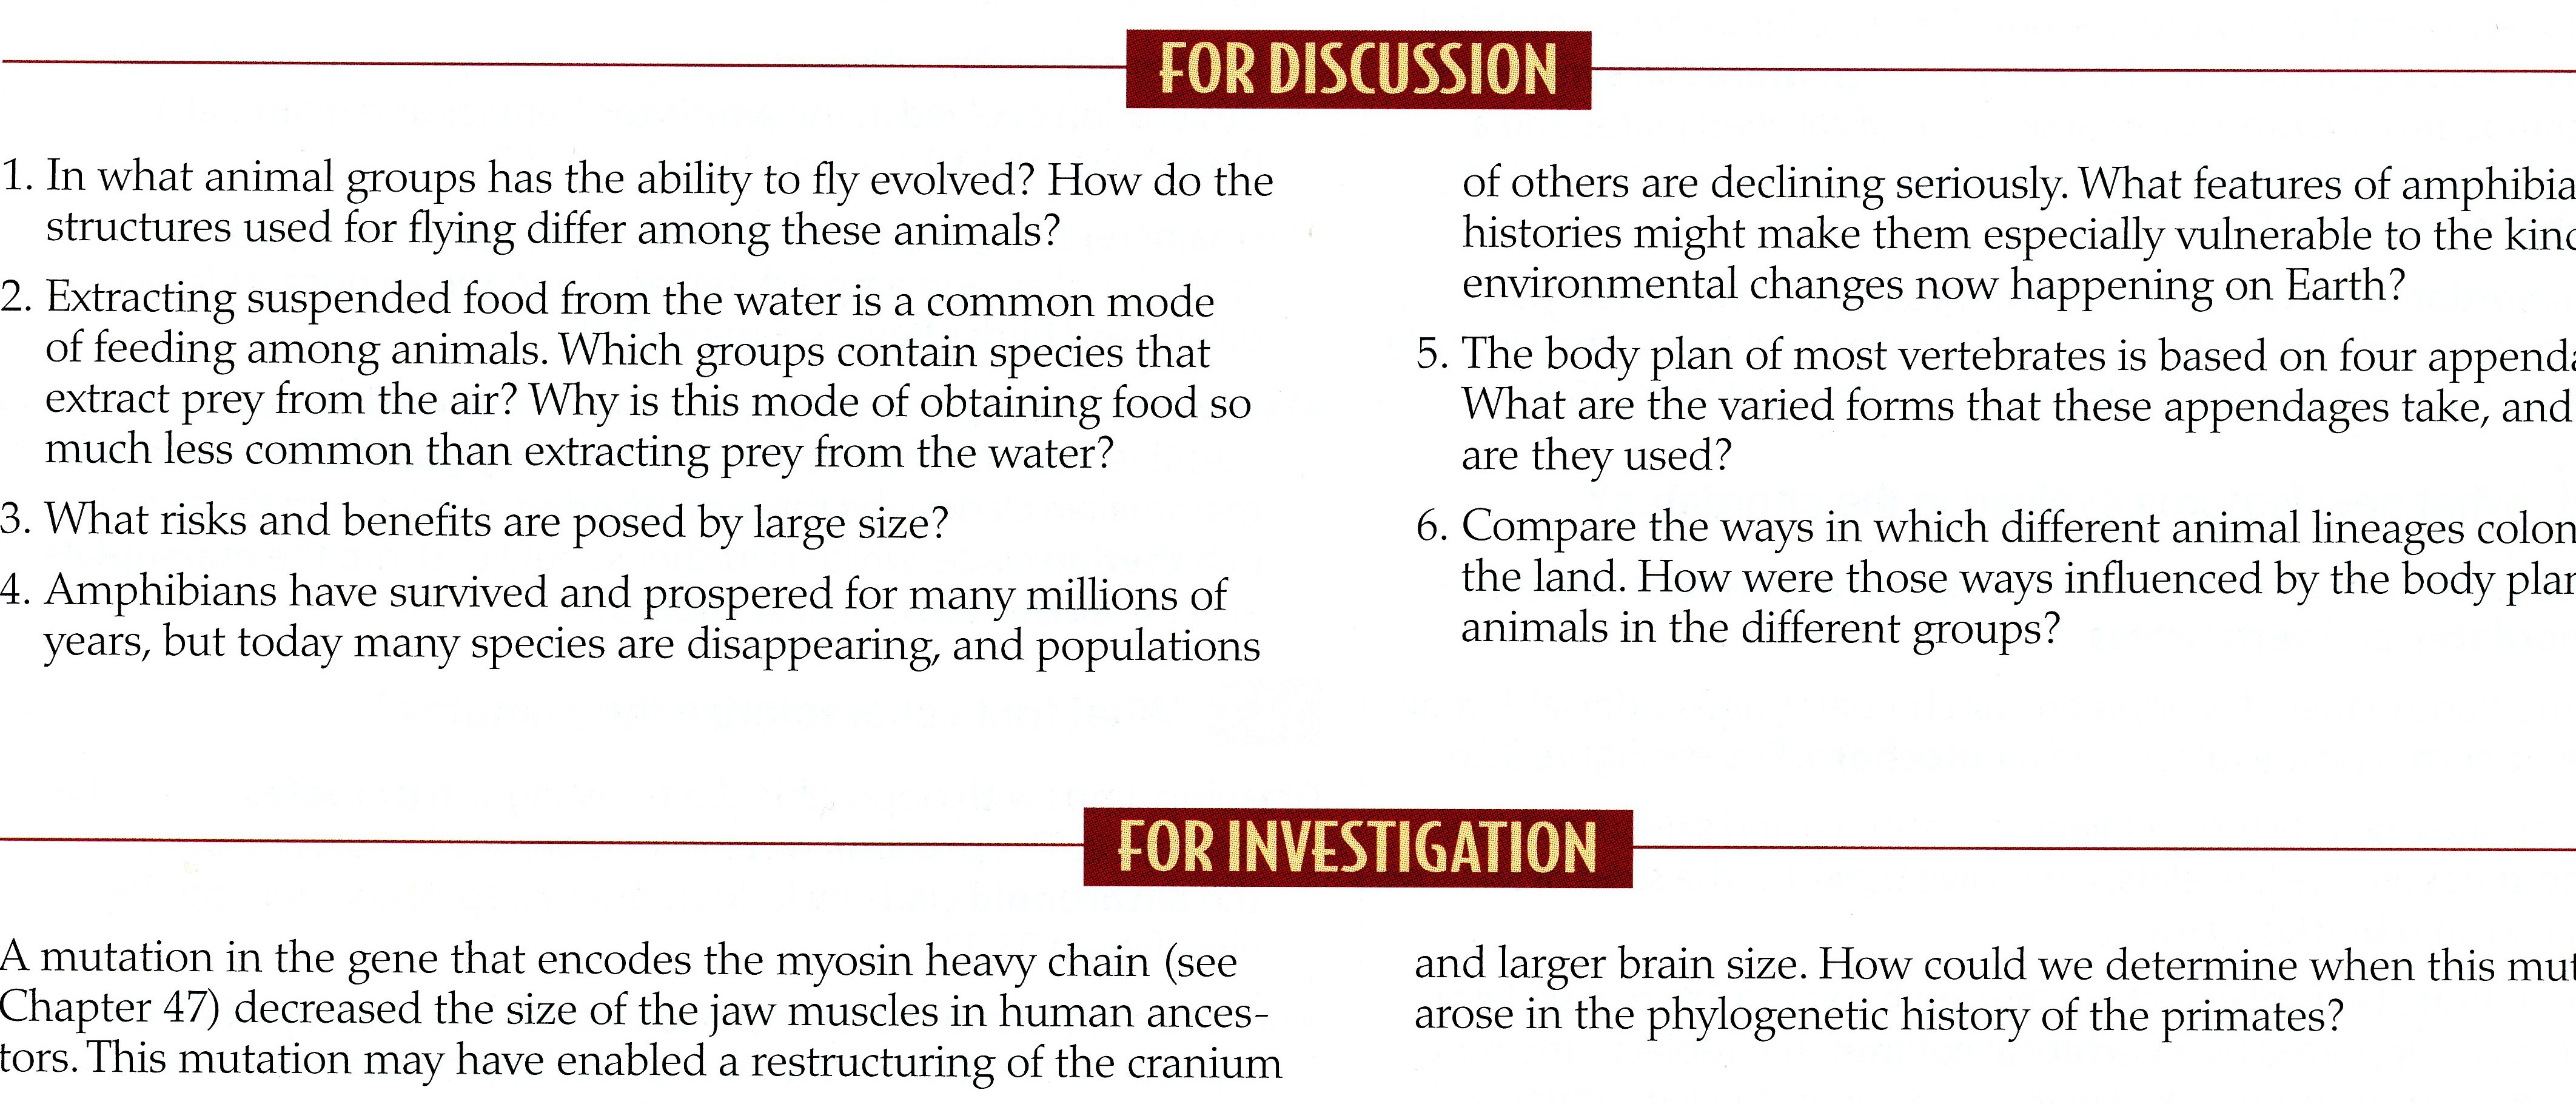 FOR DISCUSSION
1. In what animal groups has the ability to fly evolved? How do the
structures used for flying differ among these animals?
2. Extracting suspended food from the water is a common mode
of feeding among animals. Which groups contain species that
extract prey from the air? Why is this mode of obtaining food so
much less common than extracting prey from the water?
3. What risks and benefits are posed by large size?
4. Amphibians have survived and prospered for many millions of
years, but today many species are disappearing, and populations
of others are declining seriously. What features of
histories might make them especially vulnerable to the
environmental changes now happening on Earth?
5. The body plan of most vertebrates is based on four
What are the varied forms that these appendages take, and
are they used?
6. Compare the ways in which different animal lineages
the land. How were those ways influenced by the body
animals in the different groups?
FOR INVESTIGATION
A mutation in the gene that encodes the myosin heavy chain (see
Chapter 47) decreased the size of the jaw muscles in human ances-
tors. This mutation may have enabled a restructuring of the cranium
and larger brain size. How could we determine when this
arose in the phylogenetic history of the primates?